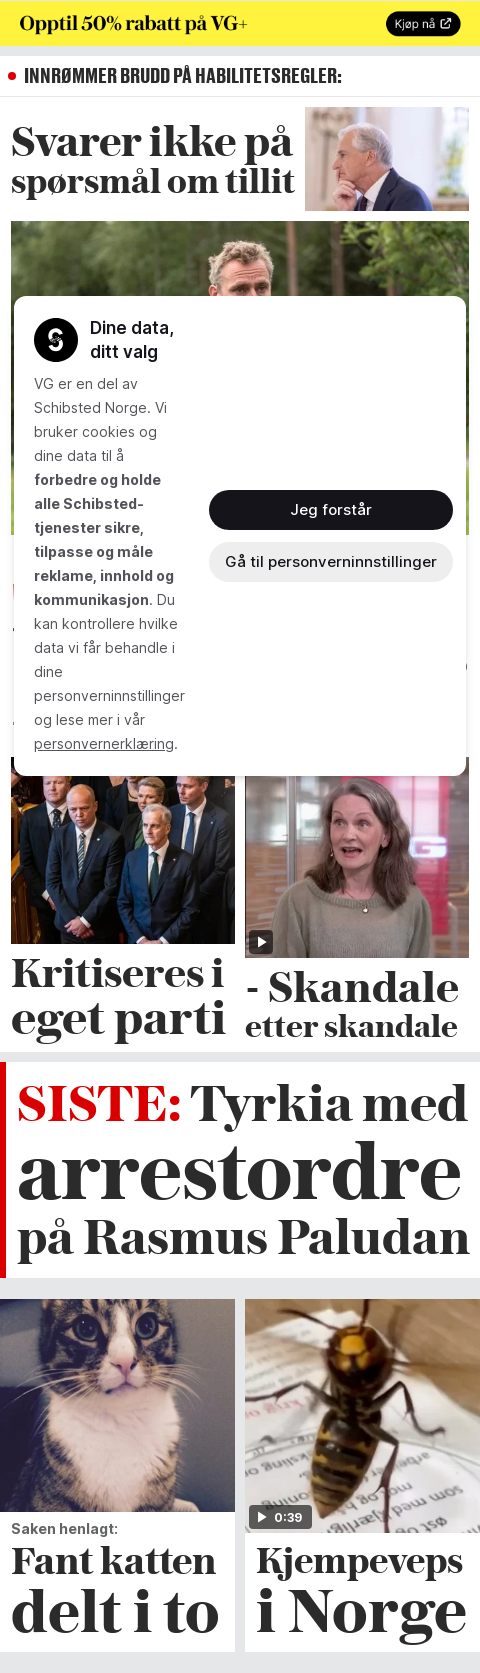 Opptil 50% rabatt på VG+
Kjøp nå
INNRØMMER BRUDD PÅ HABILITETSREGLER:
Svarer ikke på
spørsmål om tillit
Dine data,
ditt valg
VG er en del av
Schibsted Norge. Vi
bruker cookies og
dine data til å
forbedre og holde
alle Schibsted-
tjenester sikre,
tilpasse og måle
reklame, innhold og
kommunikasjon. Du
kan kontrollere hvilke
data vi får behandle i
dine
personverninnstillinger
og lese mer i vår
personvernerklæring.
Jeg forstår
Gå til personverninnstillinger
Kritiseres i
eget parti
- Skandale
etter skandale
SISTE: Tyrkia med
arrestordre
på Rasmus Paludan
Saken henlagt:
Fant katten
delt i to
0:39
Kjempeveps
i Norge